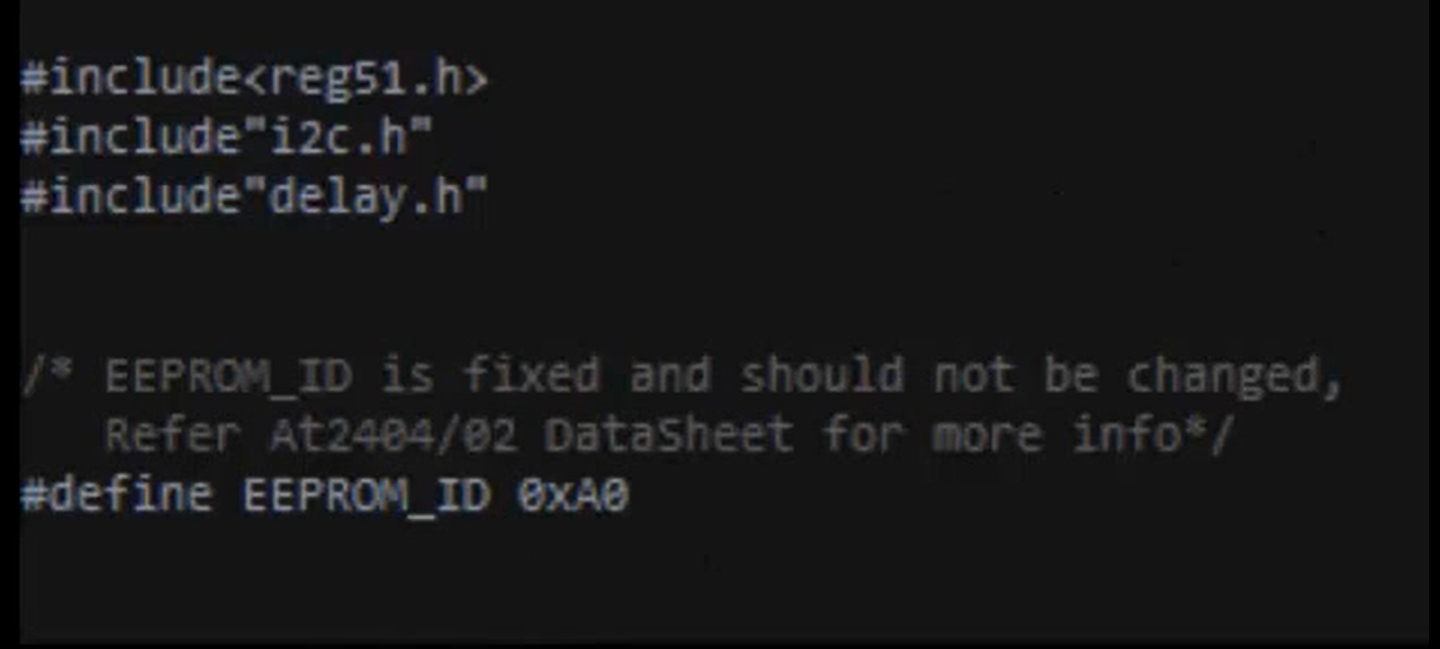 #include<reg51.h>
#include"i2c.h"
#include"delay.h"
/* EEPROM_ID is fixed and should not be changed,
   Refer At2404/02 DataSheet for more info*/
#define EEPROM_ID 0xA0